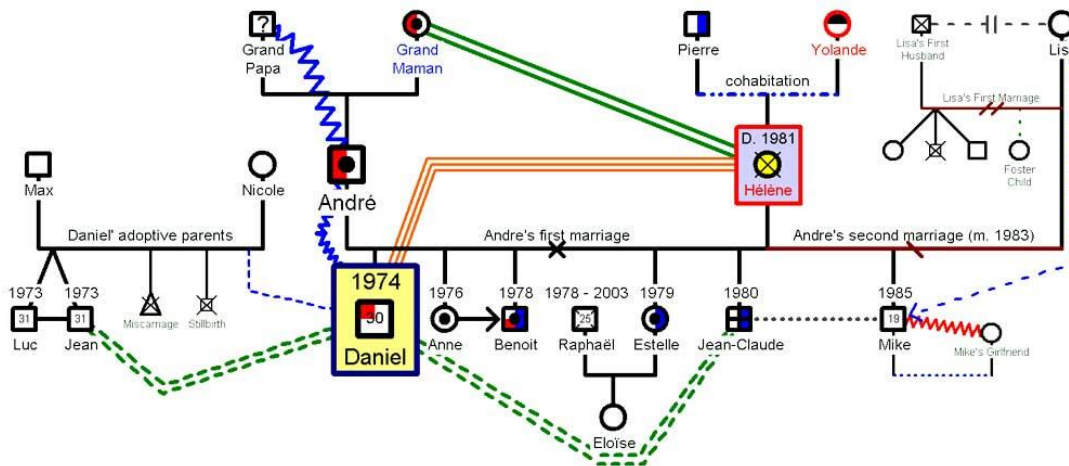 ?
Grand
Papa
Grand
Maman
Pierre
Yolande
cohabitation
Lisa's First
Husband
Lis
Lisa's First Marriage
D. 1981
Hélène
Foster
Child
Max
Nicole
André
Daniel' adoptive parents
Andre's first marriage
Andre's second marriage (m. 1983)
1973
1973
1974
1976
1978
1978 - 2003
1979
1980
1985
31
31
30
25
19
Luc
Jean
Miscarriage
Stillbirth
Daniel
Anne
Benoit
Raphaël
Estelle
Jean-Claude
Mike
Mike's Girlfriend
Eloïse